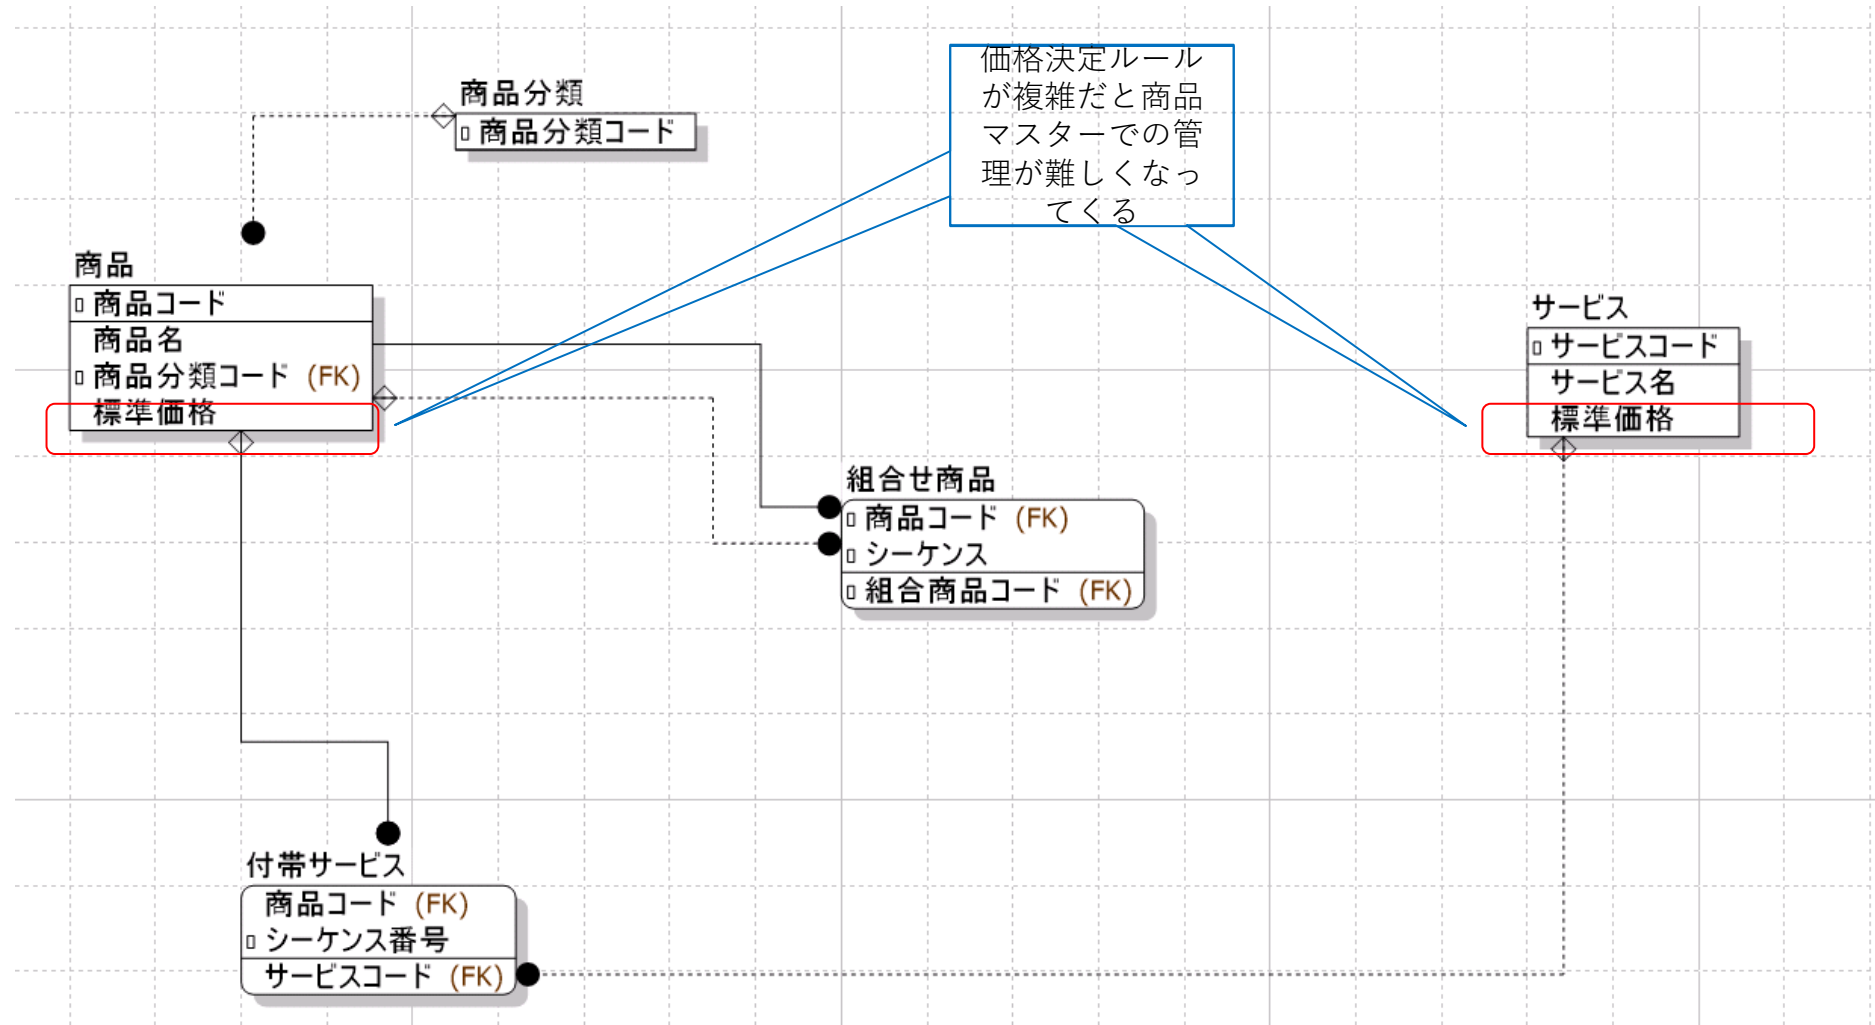 価格決定ルール
が複雑だと商品
マスターでの管
理が難しくなっ
てくる
商品分類
商品分類コード
商品
商品コード
商品名
商品分類コード (FK)
標準価格
サービス
サービスコード
サービス名
標準価格
組合せ商品
商品コード (FK)
シーケンス
組合商品コード (FK)
付帯サービス
商品コード (FK)
シーケンス番号
サービスコード (FK)